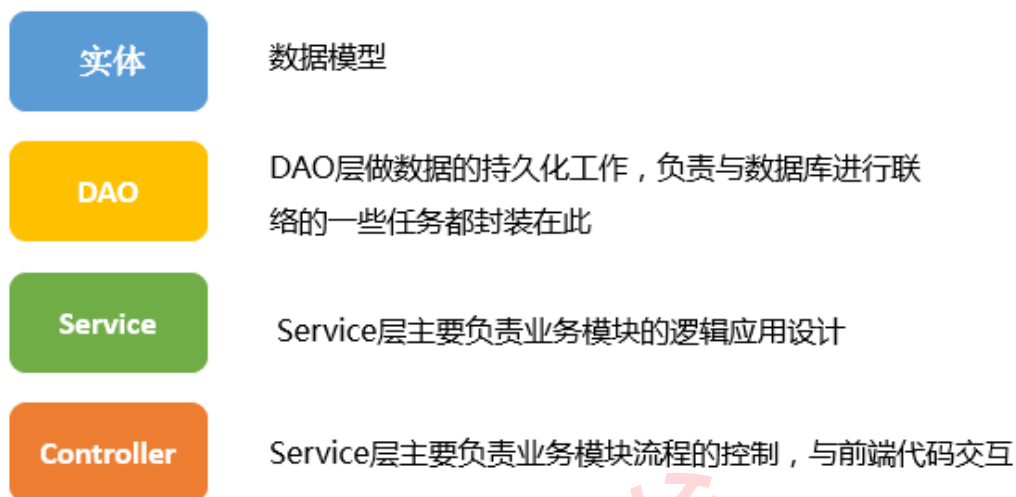 实体
数据模型
DAO
DAO层做数据的持久化工作，负责与数据库进行联
络的一些任务都封装在此
Service
Service层主要负责业务模块的逻辑应用设计
Controller
Service层主要负责业务模块流程的控制，与前端代码交互